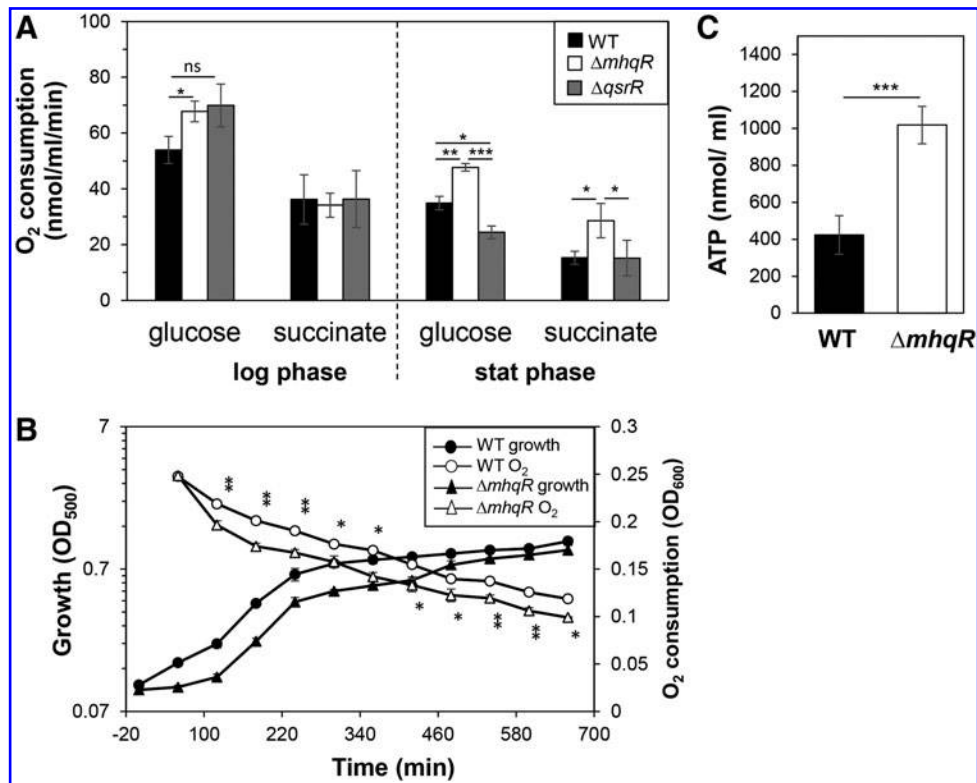 A
O2 consumption
(nmol/ml/min)
100
80
60
40
20
0
WT
ΔmhqR
ΔqsrR
ns
*
*
** ***
* *
glucose succinate glucose succinate
log phase stat phase
C
ATP (nmol/ ml)
1400
1200
1000
800
600
400
200
0
***
WT ΔmhqR
B
Growth (OD500)
7
0.7
0.07
WT growth
WT O2
ΔmhqR growth
ΔmhqR O2
** ** ** * *
* * ** ** *
0.3
0.25
0.2
0.15
0.1
0.05
0
O2 consumption (OD600)
-20 100 220 340 460 580 700
Time (min)